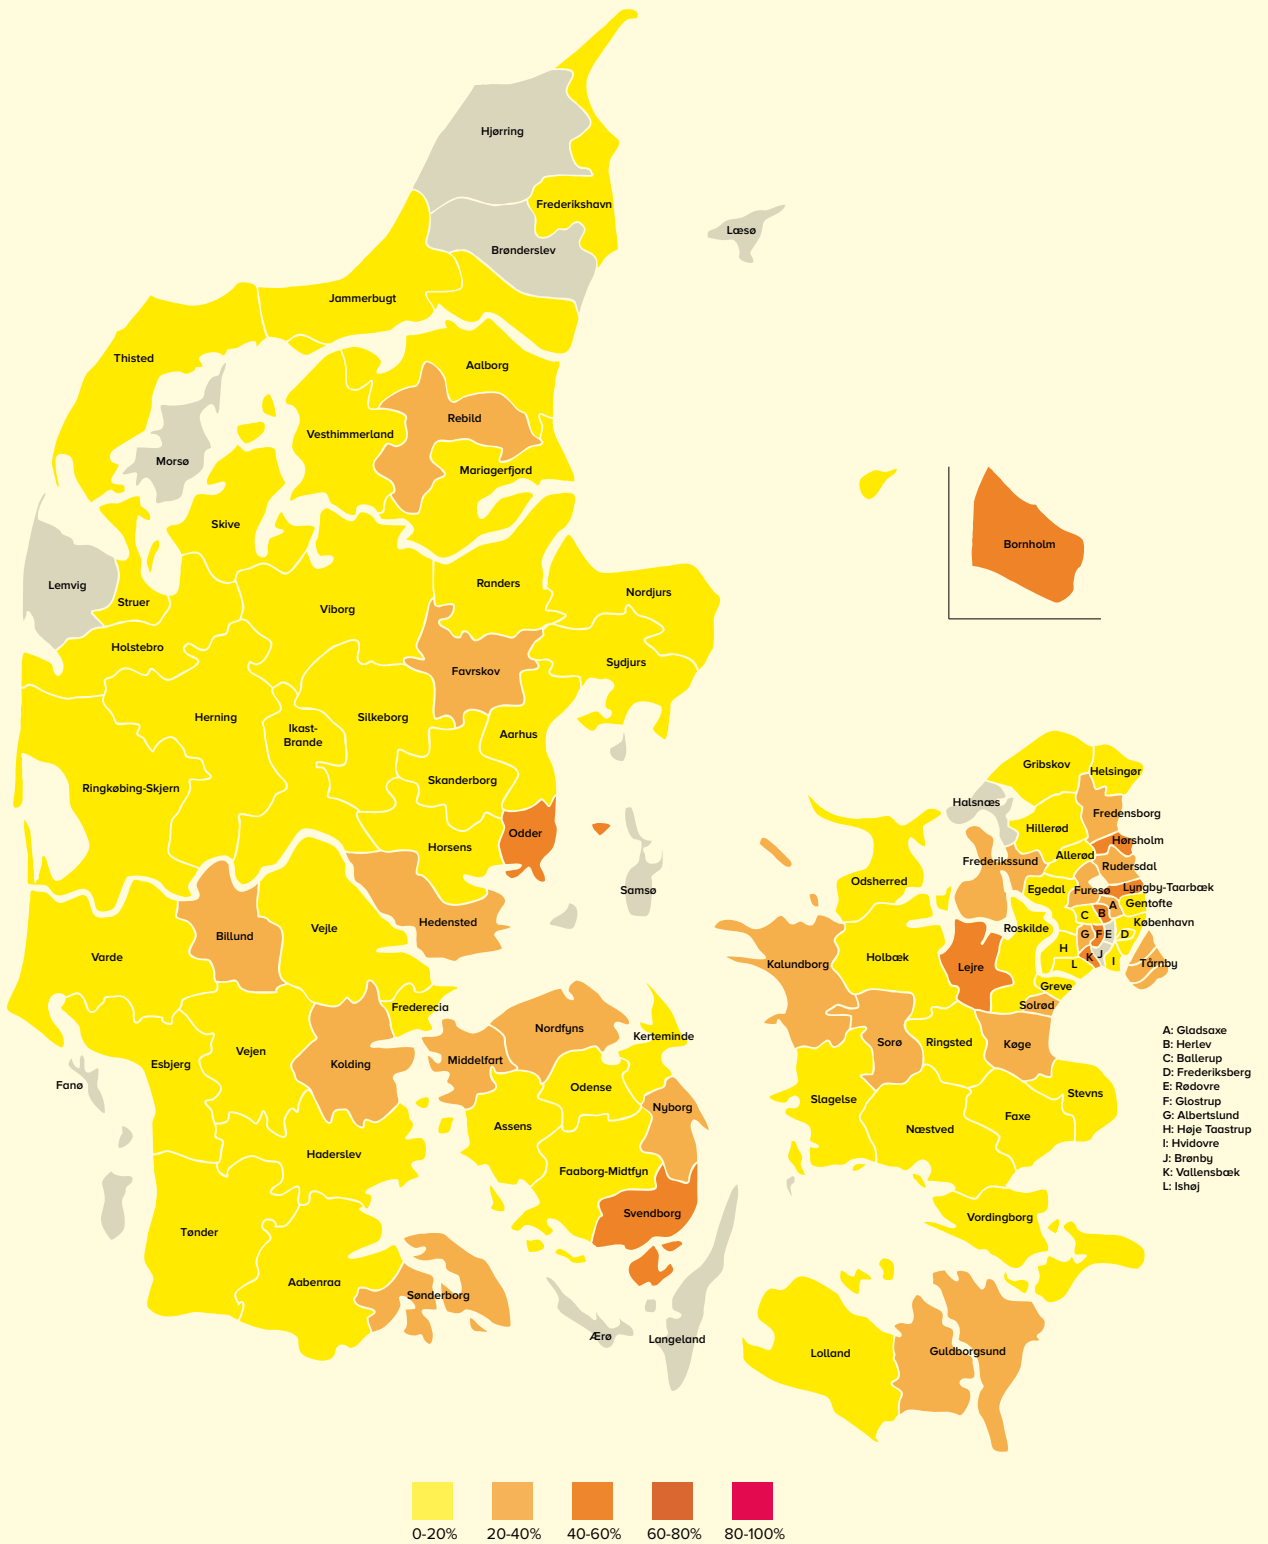 Hjørring
Frederikshavn
Læsø
Brønderslev
Jammerbugt
Thisted
Aalborg
Rebild
Vesthimmerland
Morsø
Mariagerfjord
Skive
Bornholm
Lemvig
Struer
Randers
Nordjurs
Viborg
Holstebro
Favrskov
Sydjurs
Herning
Silkeborg
Ikast-
Brande
Aarhus
Ringkøbing-Skjern
Skanderborg
Gribskov
Helsingør
Halsnæs
Fredensborg
Hillerød
Odder
Horsens
Hørsholm
Allerød
Frederikssund
Rudersdal
Odsherred
Samsø
Egedal
Furesø
Lyngby-Taarbæk
A
Gentofte
B
C
København
Hedensted
Vejle
Billund
Roskilde
G
F
E
D
H
J
K
I
L
Varde
Holbæk
Kalundborg
Lejre
Tårnby
Greve
Solrød
Fredericia
Nordfyns
Kerteminde
Sorø
Ringsted
Køge
Vejen
Esbjerg
Kolding
Middelfart
Fanø
Odense
Nyborg
Slagelse
Stevns
Faxe
Assens
Næstved
Haderslev
Faaborg-Midtfyn
Svendborg
Vordingborg
Tønder
Aabenraa
Sønderborg
Ærø
Langeland
Lolland
Guldborgsund
A: Gladsaxe
B: Herlev
C: Ballerup
D: Frederiksberg
E: Rødovre
F: Glostrup
G: Albertslund
H: Høje Taastrup
I: Hvidovre
J: Brønby
K: Vallensbæk
L: Ishøj
0-20% 20-40% 40-60% 60-80% 80-100%